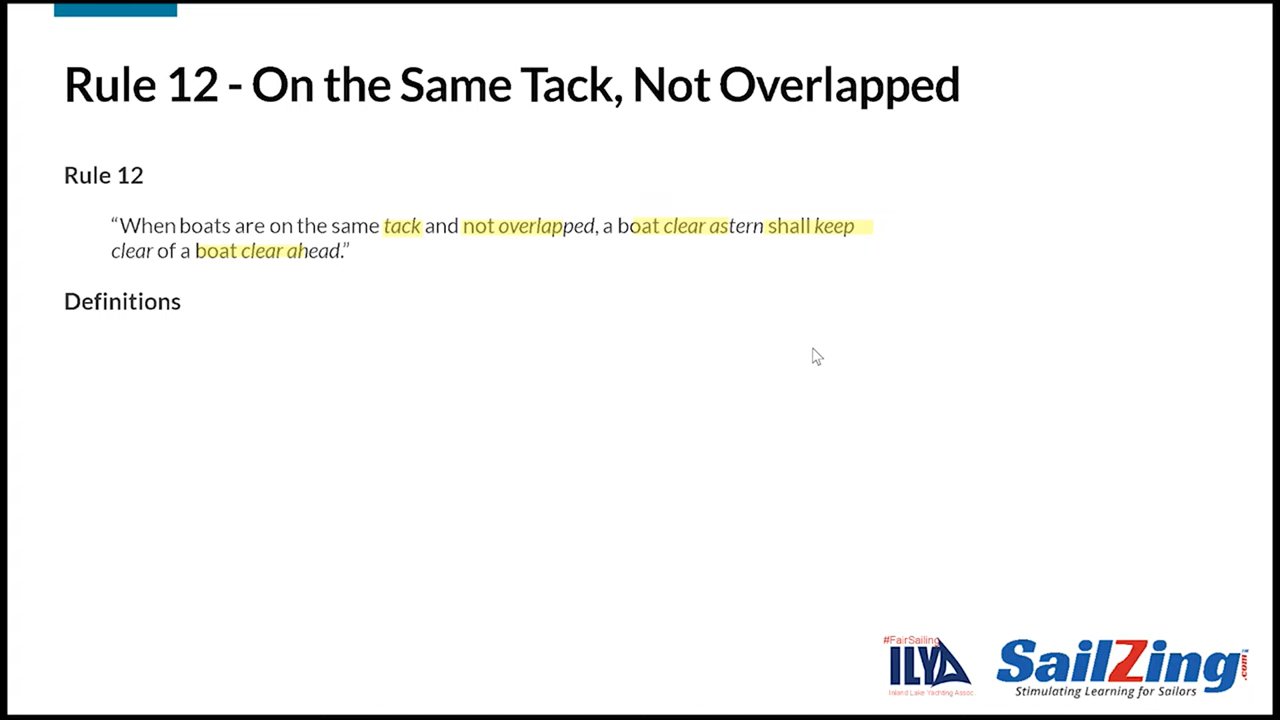 Rule 12 - On the Same Tack, Not Overlapped
Rule 12
“When boats are on the same tack and not overlapped, a boat clear astern shall keep
clear of a boat clear ahead.”
Definitions
#FairSailing
ILYA
Inland Lake Yachting Assoc.
SailZing.com™
Stimulating Learning for Sailors